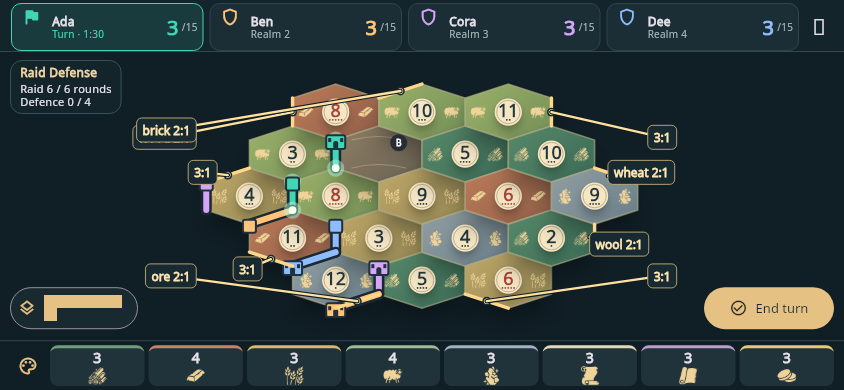 Ada
Turn · 1:30
3 /15
Ben
Realm 2
3 /15
Cora
Realm 3
3 /15
Dee
Realm 4
3 /15
Raid Defense
Raid 6 / 6 rounds
Defence 0 / 4
8
10
11
brick 2:1
3:1
B
3
5
10
3:1
wheat 2:1
4
8
9
6
9
11
3
4
2
wool 2:1
3:1
ore 2:1
12
5
6
3:1
End turn
3
4
3
4
3
3
3
3